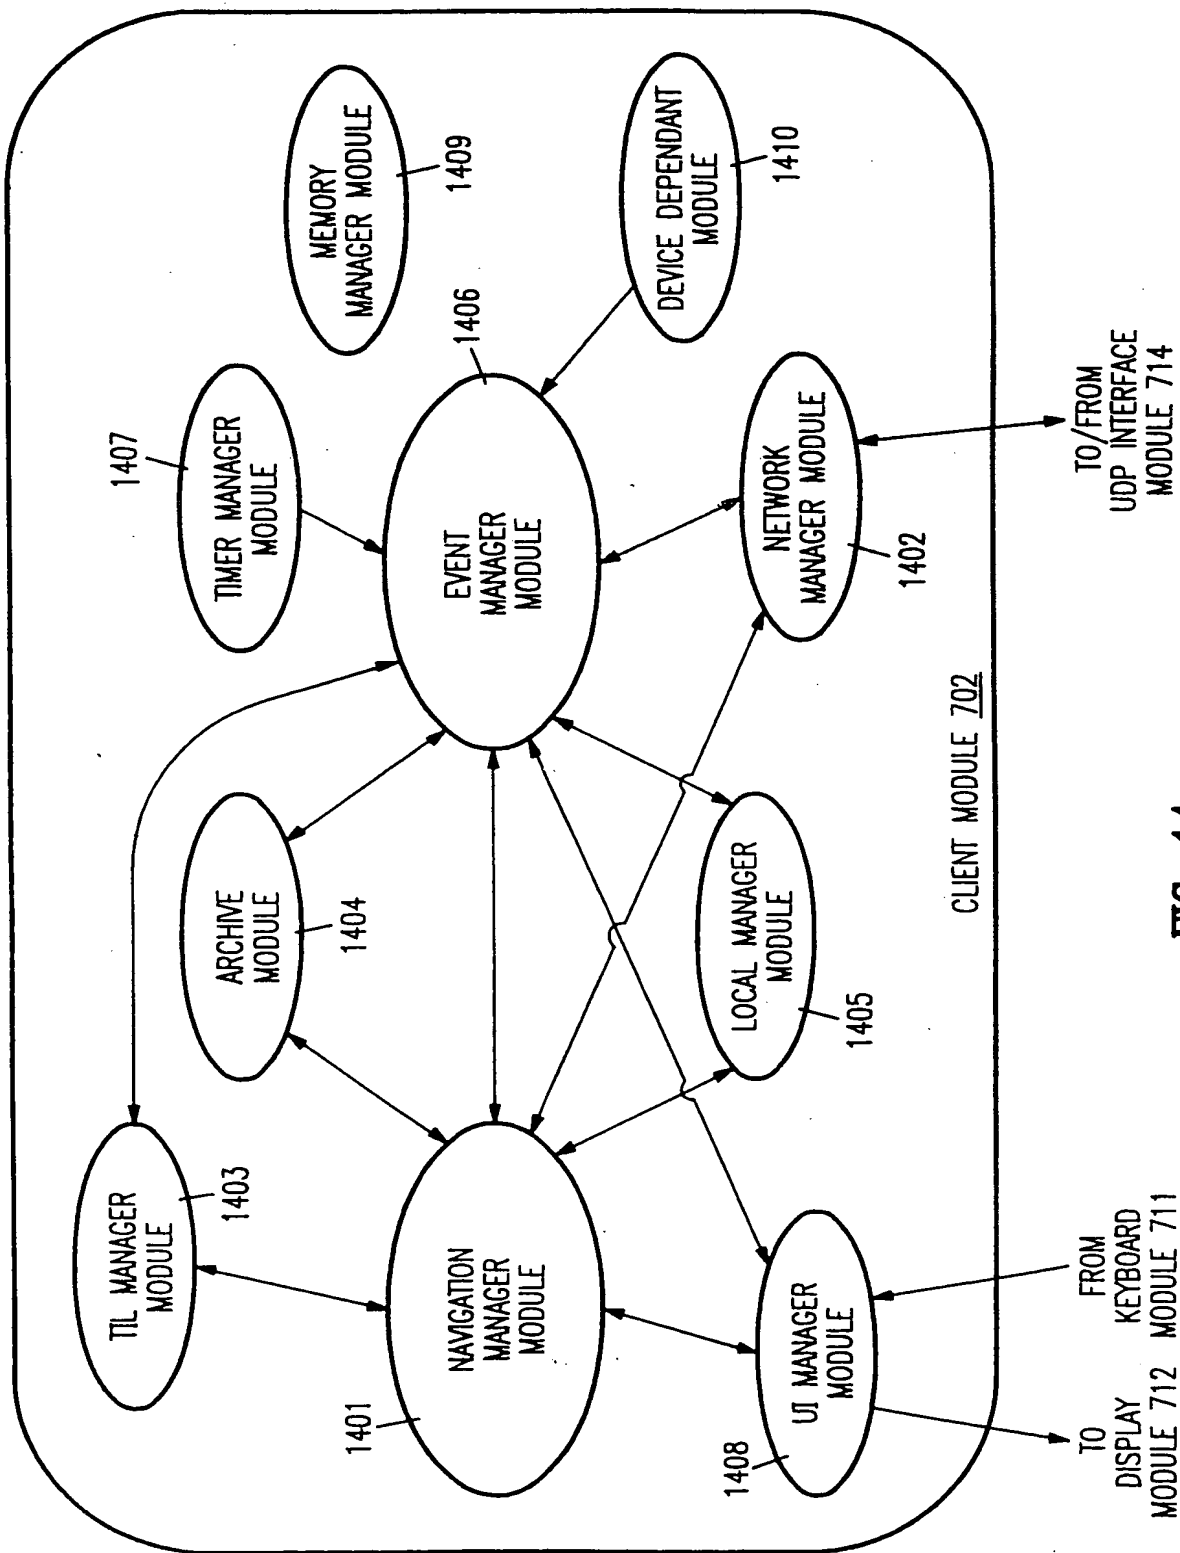 TIL MANAGER
MODULE
1403
ARCHIVE
MODULE
1404
1407
TIMER MANAGER
MODULE
MEMORY
MANAGER MODULE
1409
1401
NAVIGATION
MANAGER
MODULE
EVENT
MANAGER
MODULE
1406
DEVICE DEPENDANT
MODULE
1410
1408
UI MANAGER
MODULE
LOCAL MANAGER
MODULE
1405
NETWORK
MANAGER MODULE
1402
CLIENT MODULE 702
TO
DISPLAY
MODULE 712
FROM
KEYBOARD
MODULE 711
TO/FROM
UDP INTERFACE
MODULE 714